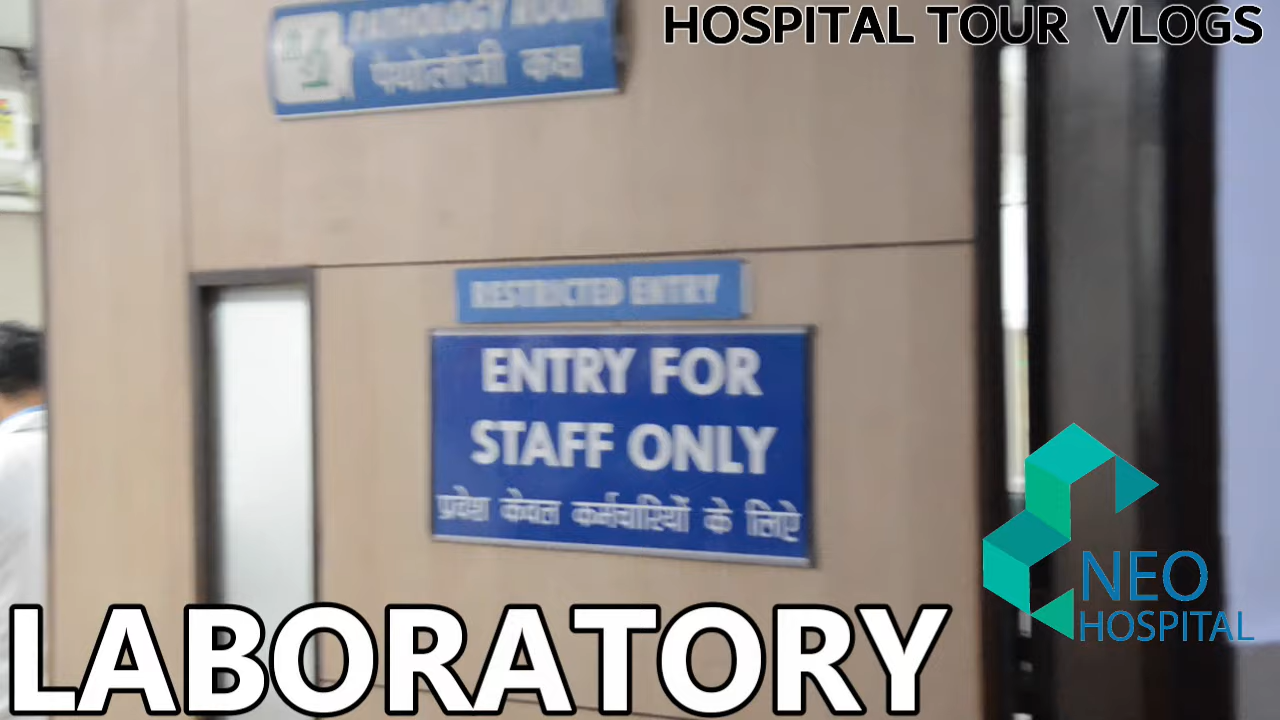 HOSPITAL TOUR VLOGS
PATHOLOGY ROOM
पैथोलॉजी कक्ष
RESTRICTED ENTRY
ENTRY FOR
STAFF ONLY
प्रवेश केवल कर्मचारियों के लिऐ
NEO
HOSPITAL
LABORATORY